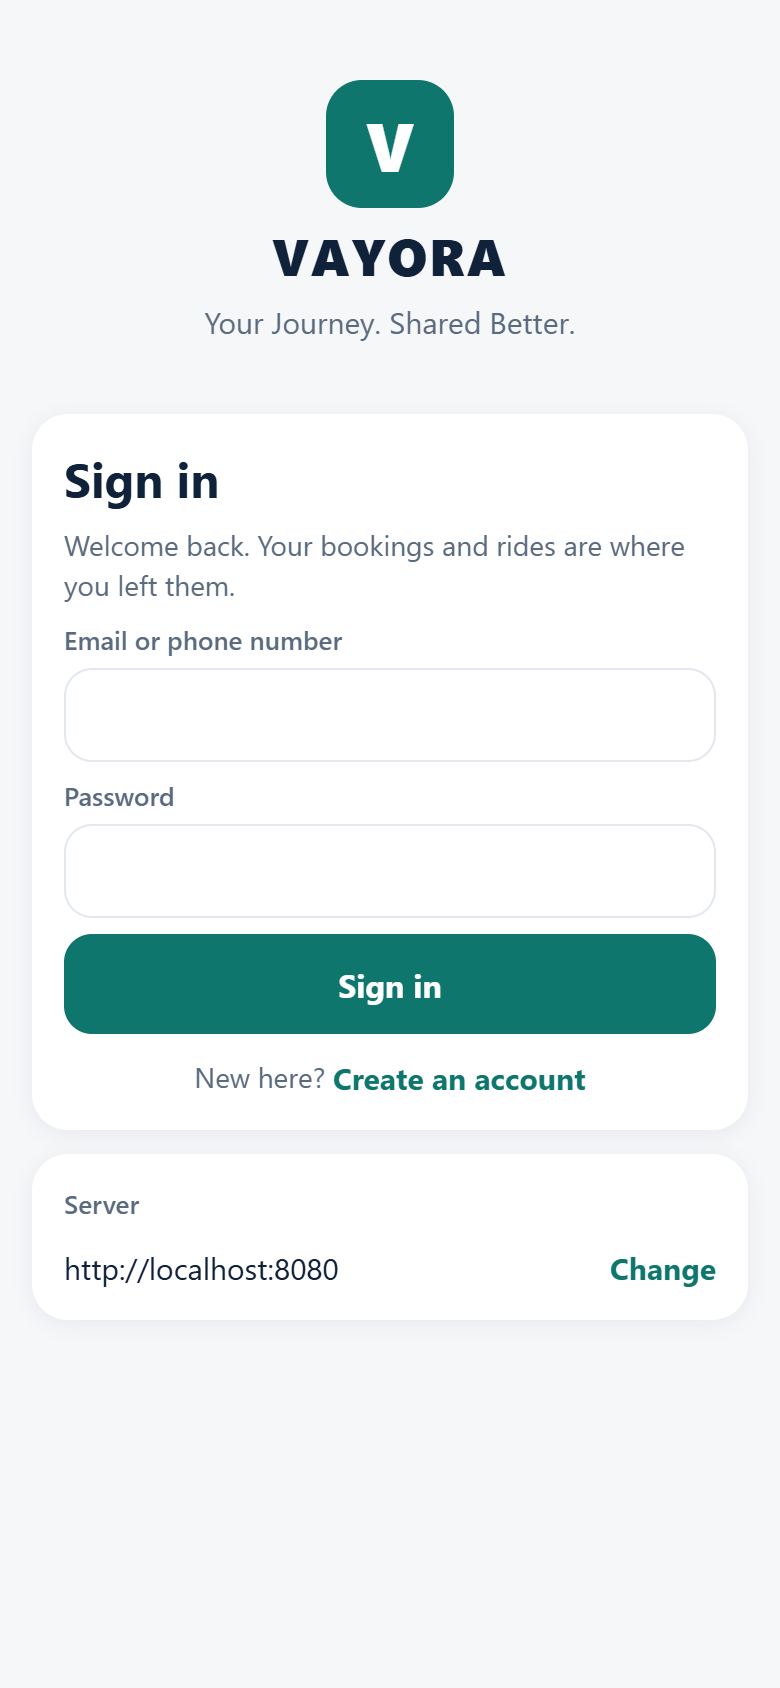 V
VAYORA
Your Journey. Shared Better.
Sign in
Welcome back. Your bookings and rides are where
you left them.
Email or phone number
Password
Sign in
New here? Create an account
Server
http://localhost:8080 Change